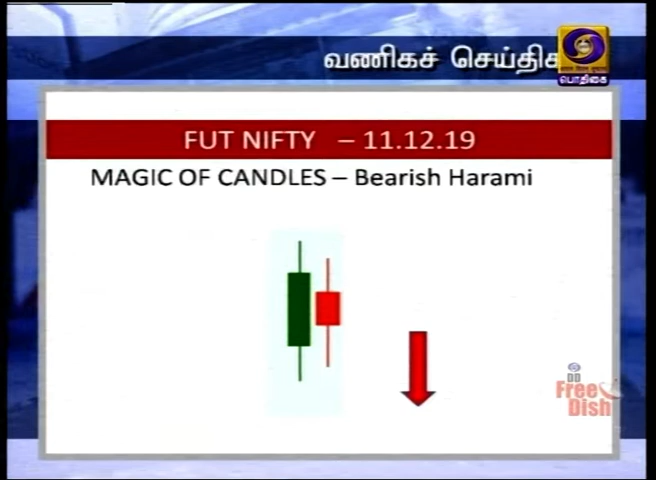 வணிகச் செய்திக
பொதிகை
FUT NIFTY – 11.12.19
MAGIC OF CANDLES – Bearish Harami
DD
Free
Dish